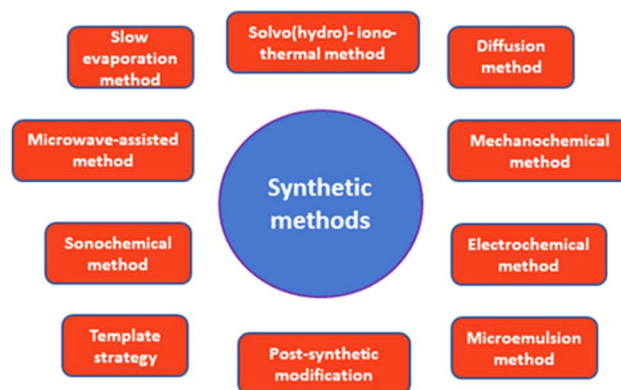 Slow
evaporation
method
Solvo(hydro)- iono-
thermal method
Diffusion
method
Microwave-assisted
method
Mechanochemical
method
Synthetic
methods
Sonochemical
method
Electrochemical
method
Template
strategy
Post-synthetic
modification
Microemulsion
method